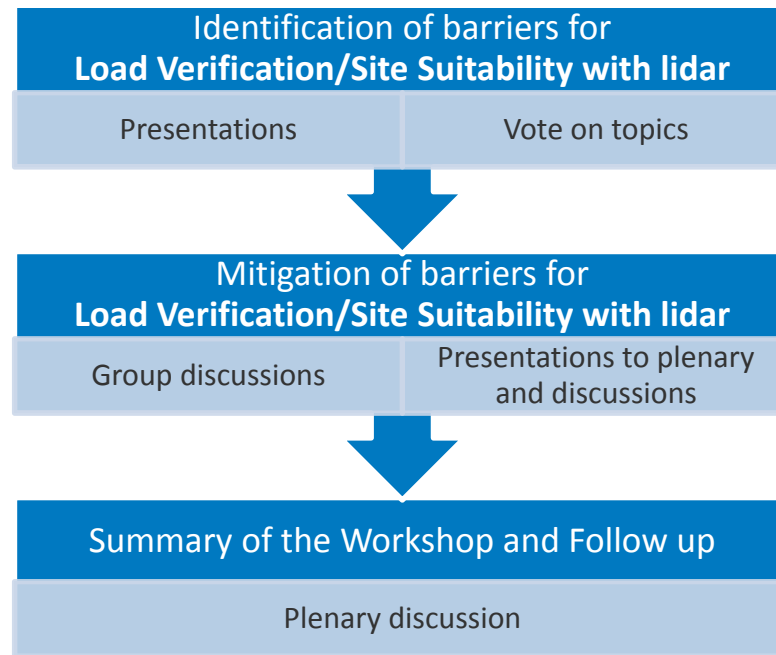 Identification of barriers for
Load Verification/Site Suitability with lidar
Presentations
Vote on topics
Mitigation of barriers for
Load Verification/Site Suitability with lidar
Group discussions
Presentations to plenary
and discussions
Summary of the Workshop and Follow up
Plenary discussion